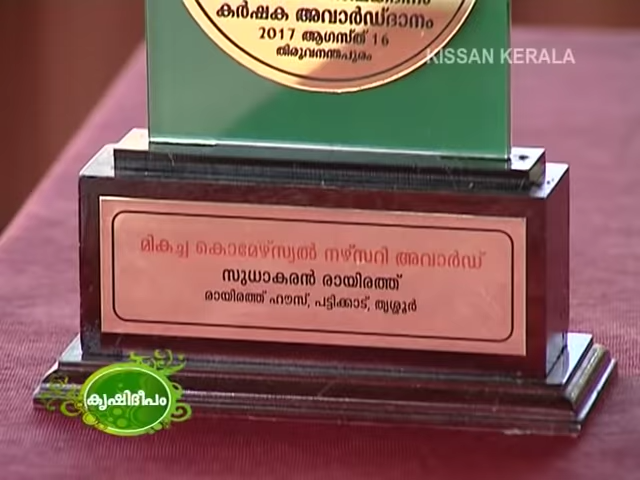 കർഷക അവാർഡ്ദാനം
2017 ആഗസ്ത് 16
തിരുവനന്തപുരം
KISSAN KERALA
മികച്ച കൊമേഴ്സ്യൽ നഴ്സറി അവാർഡ്
സുധാകരൻ രായിരത്ത്
രായിരത്ത് ഹൗസ്, പട്ടിക്കാട്, തൃശ്ശൂർ
കൃഷിദീപം